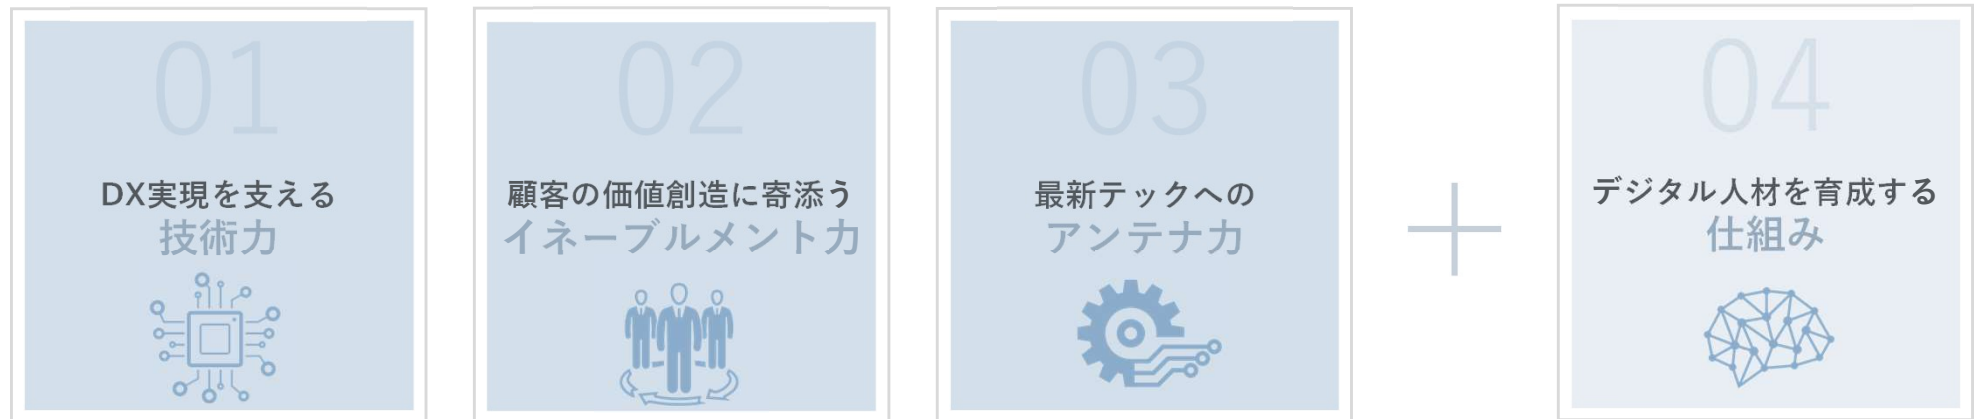 01
DX実現を支える
技術力
02
顧客の価値創造に寄添う
イネーブルメント力
03
最新テックへの
アンテナ力
04
デジタル人材を育成する
仕組み